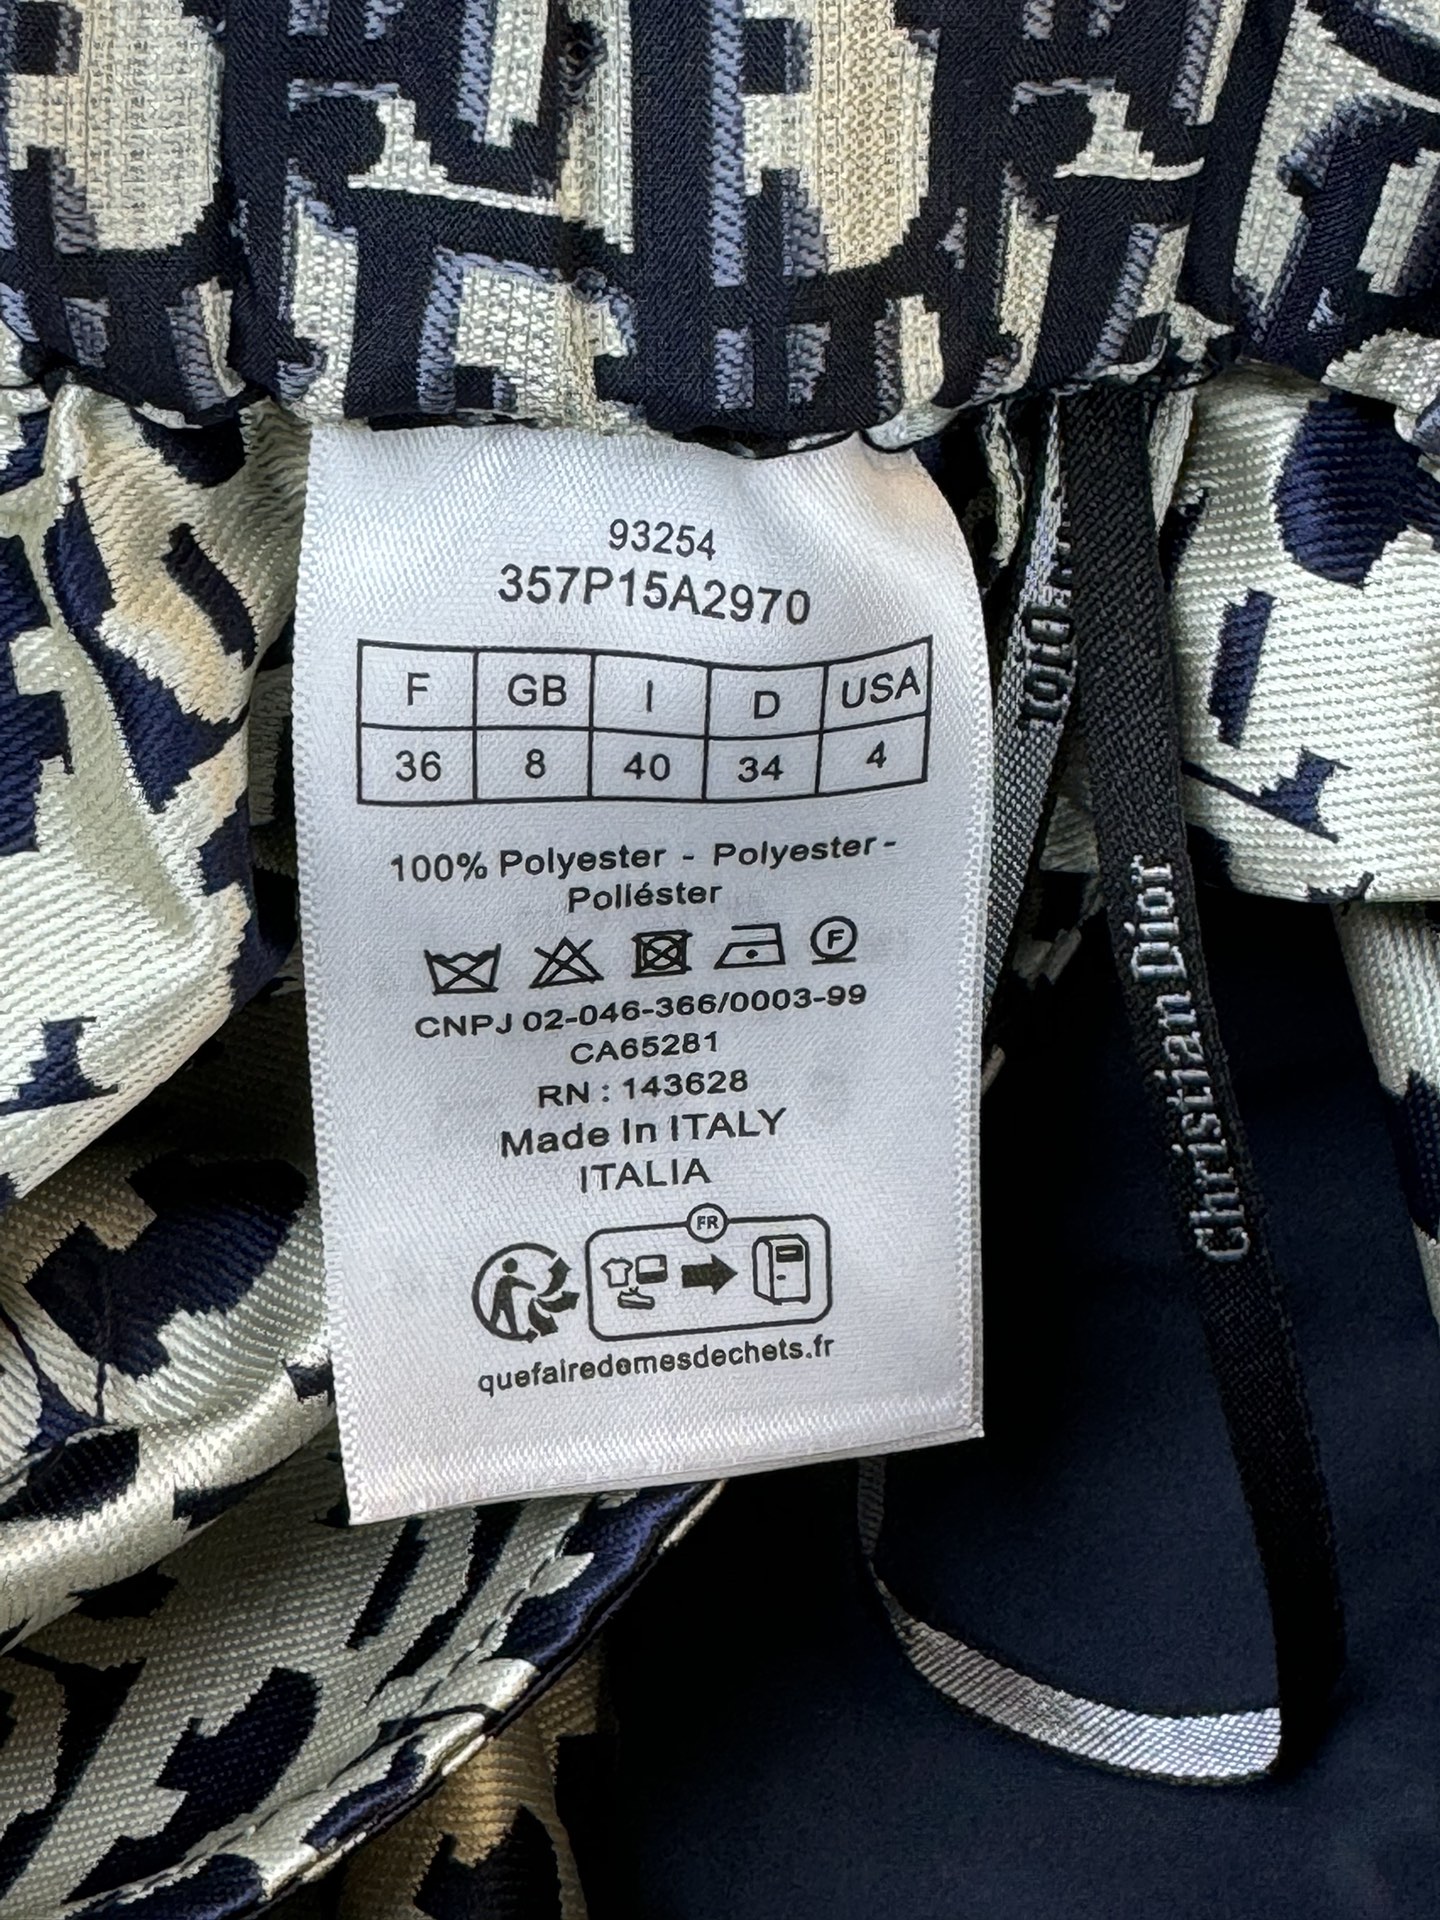 93254
357P15A2970
F GB I D USA
36 8 40 34 4
100% Polyester - Polyester -
Poliéster
F
CNPJ 02-046-366/0003-99
CA65281
RN : 143628
Made In ITALY
ITALIA
FR
quefairedemesdechets.fr
Christian Dior